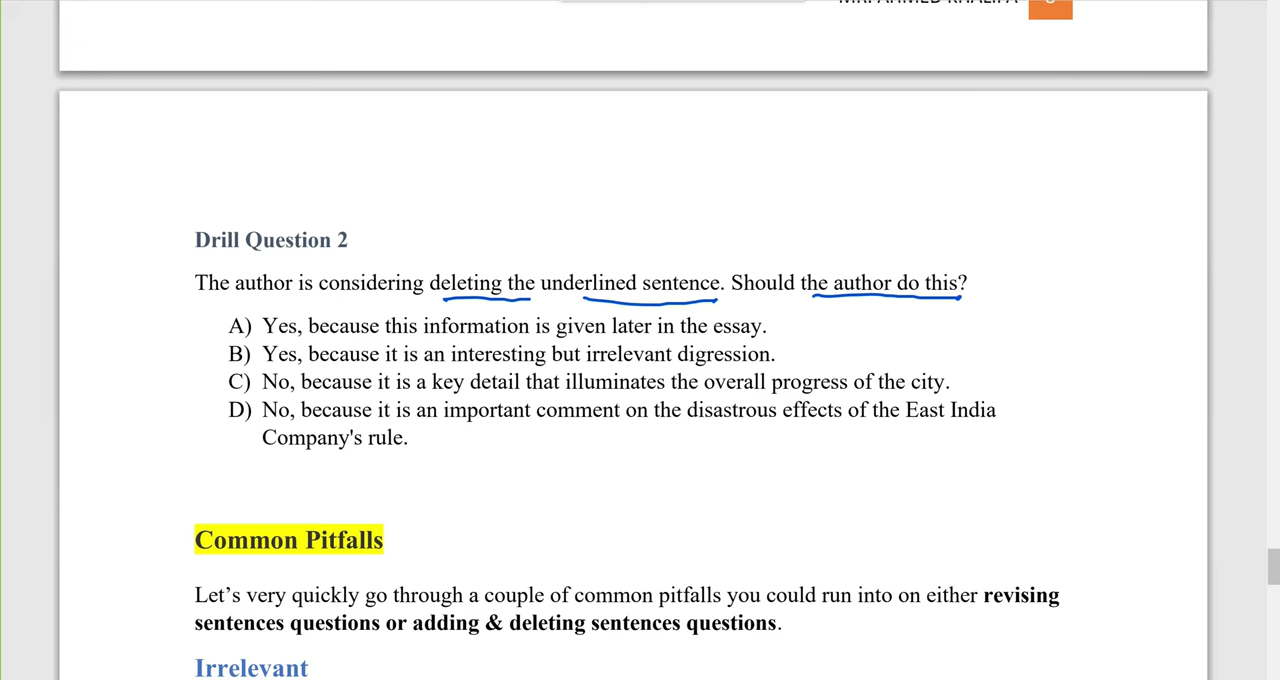 Drill Question 2
The author is considering deleting the underlined sentence. Should the author do this?
A) Yes, because this information is given later in the essay.
B) Yes, because it is an interesting but irrelevant digression.
C) No, because it is a key detail that illuminates the overall progress of the city.
D) No, because it is an important comment on the disastrous effects of the East India
Company's rule.
Common Pitfalls
Let’s very quickly go through a couple of common pitfalls you could run into on either revising
sentences questions or adding & deleting sentences questions.
Irrelevant